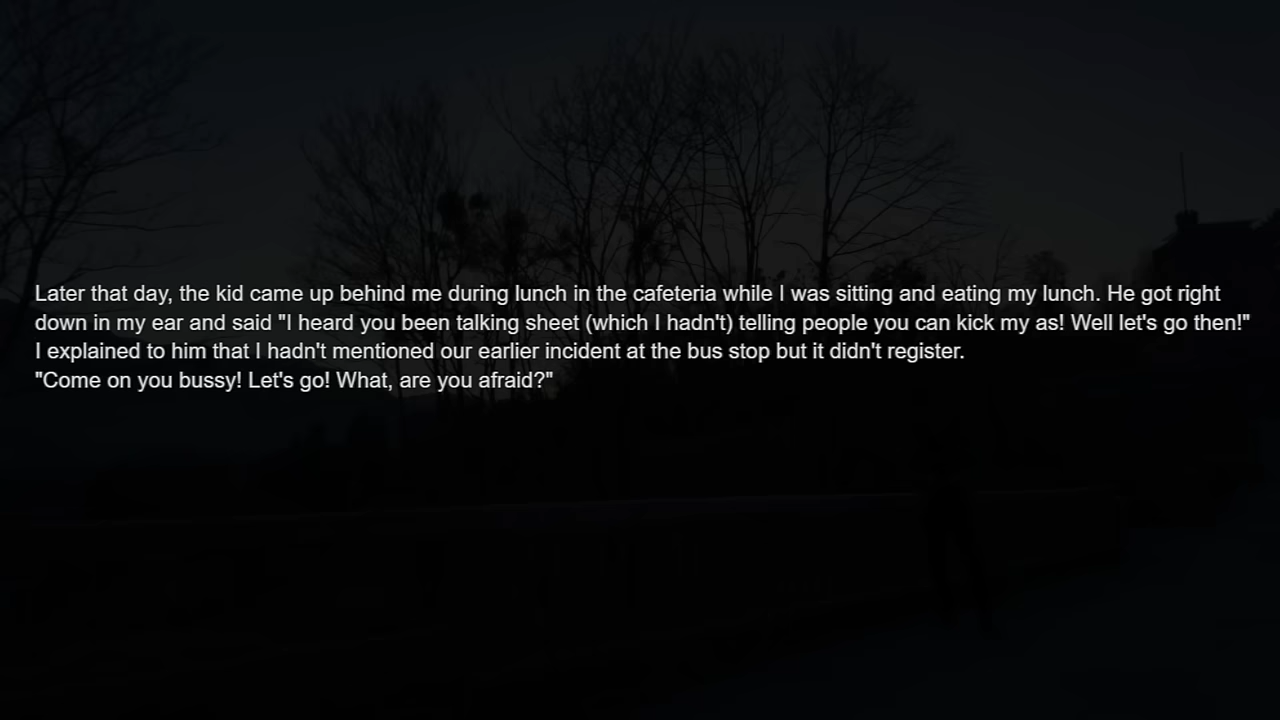 Later that day, the kid came up behind me during lunch in the cafeteria while I was sitting and eating my lunch. He got right
down in my ear and said "I heard you been talking sheet (which I hadn't) telling people you can kick my as! Well let's go then!"
I explained to him that I hadn't mentioned our earlier incident at the bus stop but it didn't register.
"Come on you bussy! Let's go! What, are you afraid?"